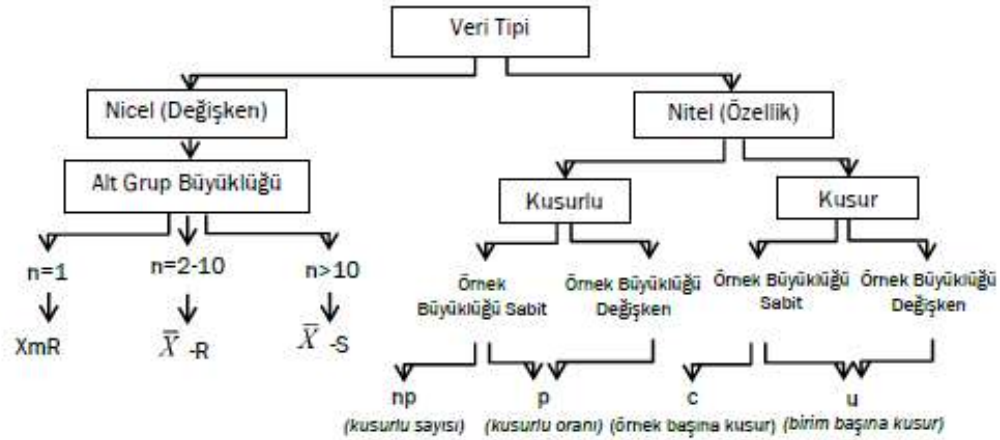 Veri Tipi
Nicel (Değişken)
Nitel (Özellik)
Alt Grup Büyüklüğü
Kusurlu
Kusur
n=1
n=2-10
n>10
Örnek
Büyüklüğü Sabit
Örnek Büyüklüğü
Değişken
Örnek Büyüklüğü
Sabit
Örnek Büyüklüğü
Değişken
XmR
X̅ -R
X̅ -S
np
p
c
u
(kusurlu sayısı)
(kusurlu oranı)
(örnek başına kusur)
(birim başına kusur)